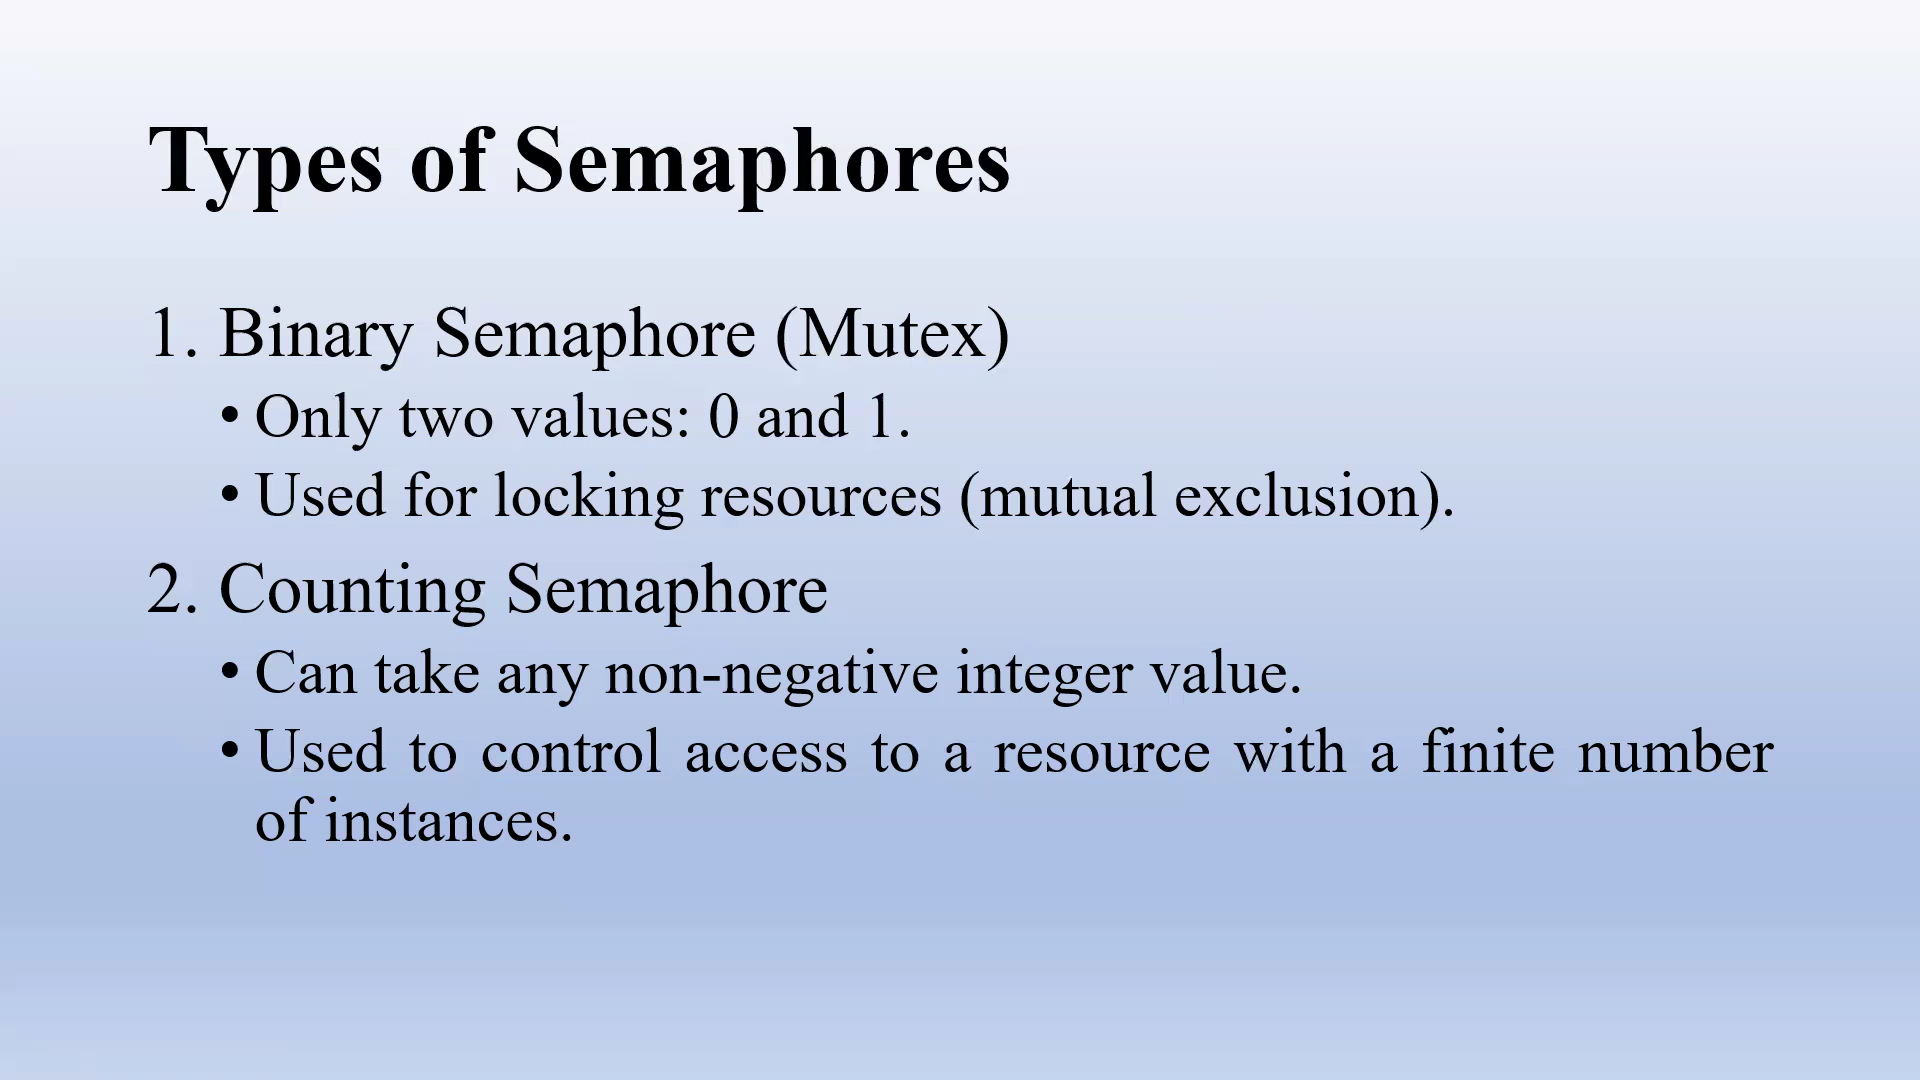 Types of Semaphores
1. Binary Semaphore (Mutex)
• Only two values: 0 and 1.
• Used for locking resources (mutual exclusion).
2. Counting Semaphore
• Can take any non-negative integer value.
• Used to control access to a resource with a finite number
of instances.